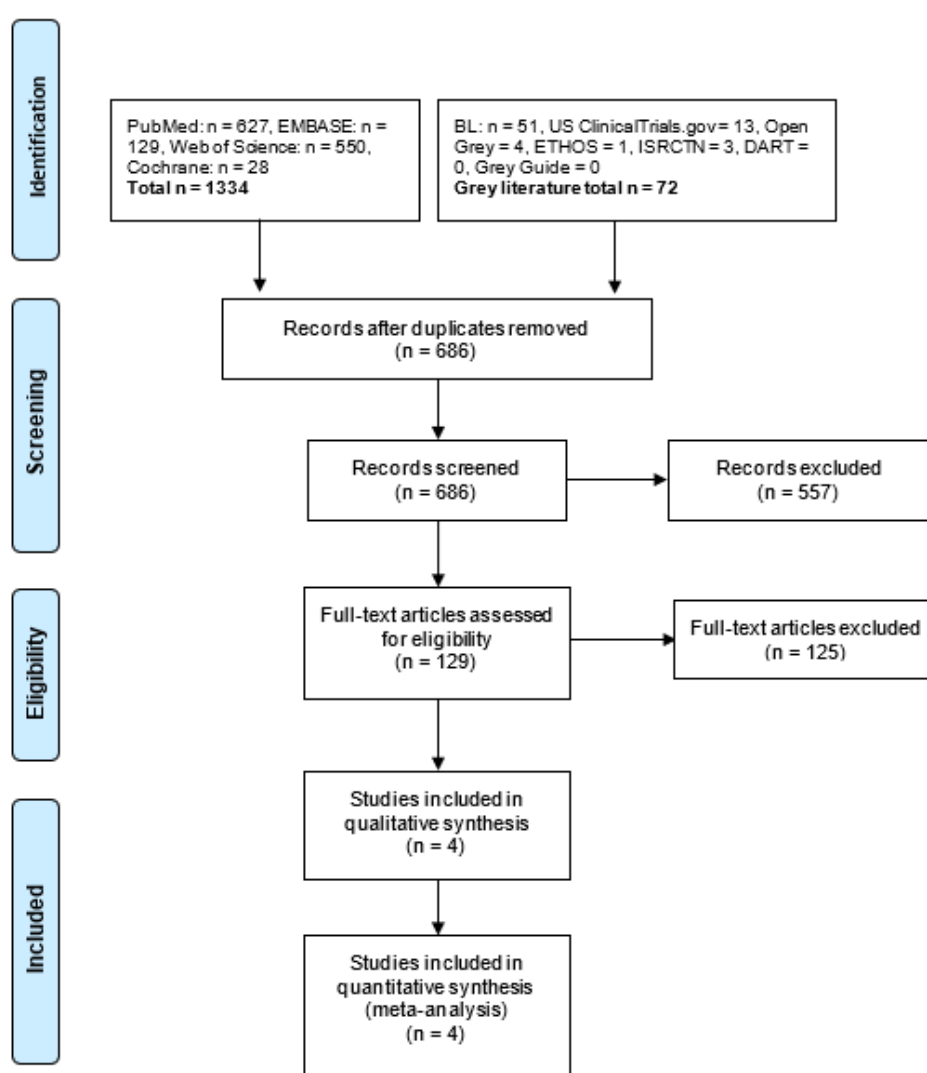 Identification
PubMed: n = 627, EMBASE: n =
129, Web of Science: n = 550,
Cochrane: n = 28
Total n = 1334
BL: n = 51, US ClinicalTrials.gov = 13, Open
Grey = 4, ETHOS = 1, ISRCTN = 3, DART =
0, Grey Guide = 0
Grey literature total n = 72
Screening
Records after duplicates removed
(n = 686)
Records screened
(n = 686)
Records excluded
(n = 557)
Eligibility
Full-text articles assessed
for eligibility
(n = 129)
Full-text articles excluded
(n = 125)
Included
Studies included in
qualitative synthesis
(n = 4)
Studies included in
quantitative synthesis
(meta-analysis)
(n = 4)